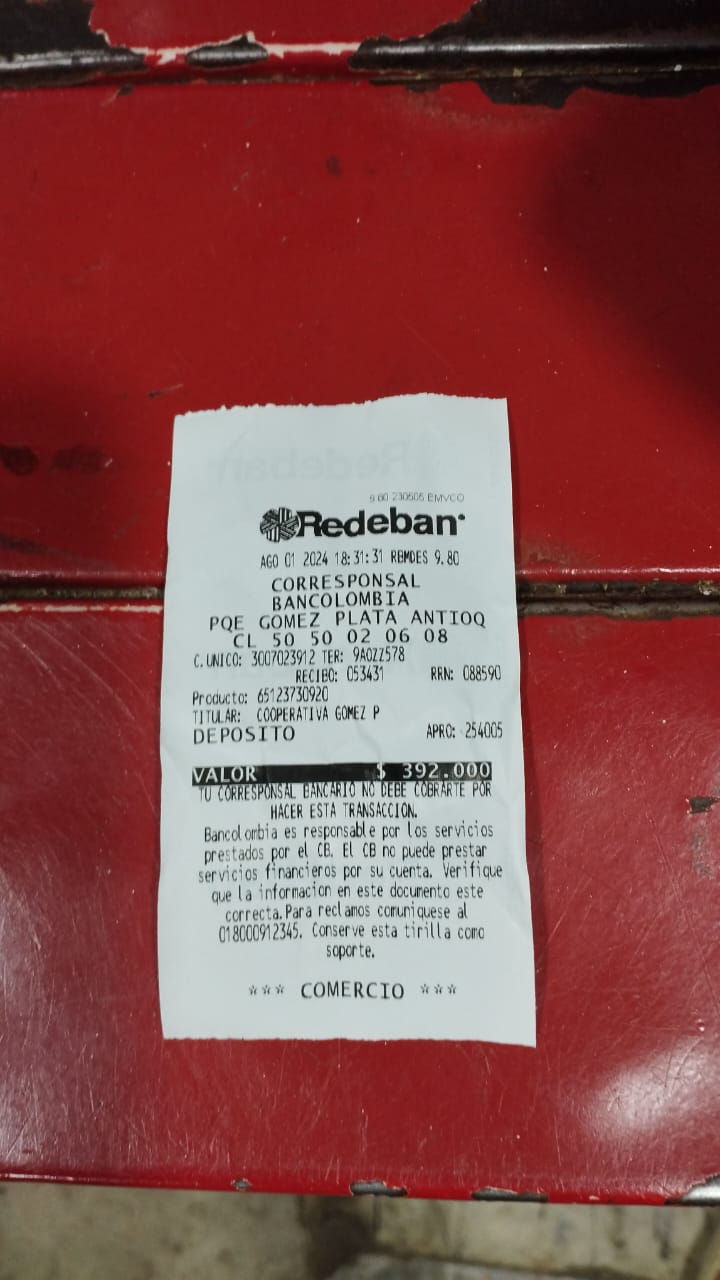 9.60 230505 EMVCO
Redeban
AGO 01 2024 18:31:31 RBMDES 9.80
CORRESPONSAL
BANCOLOMBIA
PQE GOMEZ PLATA ANTIOQ
CL 50 50 02 06 08
C.UNICO: 3007023912 TER: 9A0ZZ578
RECIBO: 053431 RRN: 088590
Producto: 65123730920
TITULAR: COOPERATIVA GOMEZ P
DEPOSITO APRO: 254005
VALOR $ 392.000
TU CORRESPONSAL BANCARIO NO DEBE COBRARTE POR
HACER ESTA TRANSACCION.
Bancolombia es responsable por los servicios
prestados por el CB. El CB no puede prestar
servicios financieros por su cuenta. Verifique
que la informacion en este documento este
correcta.Para reclamos comuniquese al
018000912345. Conserve esta tirilla como
soporte.
*** COMERCIO ***